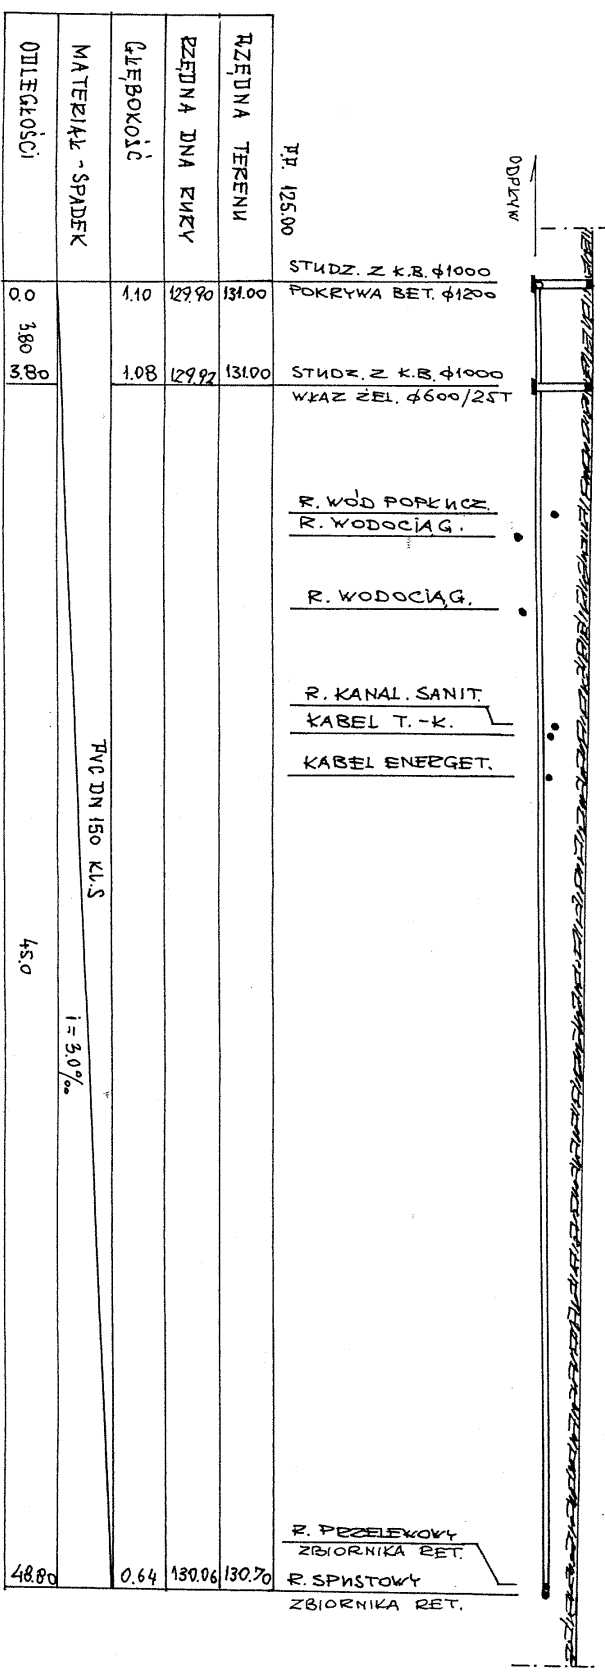 ODPŁYW
P.P. 125.00
RZĘDNA TERENU
RZĘDNA DNA RURY
GŁĘBOKOŚĆ
MATERIAŁ - SPADEK
ODLEGŁOŚCI
STUDZ. Z K.B. φ1000
POKRYWA BET. φ1200
0.0
1.10
129.90
131.00
3.80
STUDZ. Z K.B. φ1000
WŁAZ ŻEL. φ600/25T
3.80
1.08
129.92
131.00
R. WÓD POPŁUCZ.
R. WODOCIĄG.
R. WODOCIĄG.
R. KANAL. SANIT.
KABEL T.-K.
KABEL ENERGET.
PVC DN 150 KL.S
i = 3.0‰
45.0
R. PRZELEWOWY
ZBIORNIKA RET.
R. SPUSTOWY
ZBIORNIKA RET.
48.80
0.64
130.06
130.70